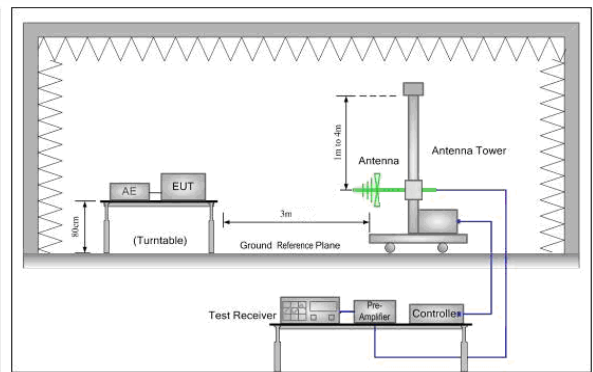 1m to 4m
Antenna
Antenna Tower
AE
EUT
80cm
(Turntable)
3m
Ground Reference Plane
Test Receiver
Pre-
Amplifier
Controller